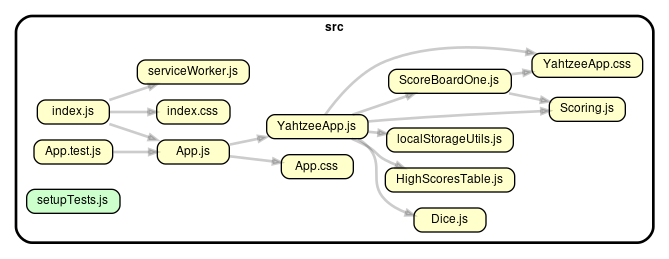 src
serviceWorker.js
YahtzeeApp.css
ScoreBoardOne.js
index.js
index.css
Scoring.js
YahtzeeApp.js
localStorageUtils.js
App.test.js
App.js
App.css
HighScoresTable.js
setupTests.js
Dice.js